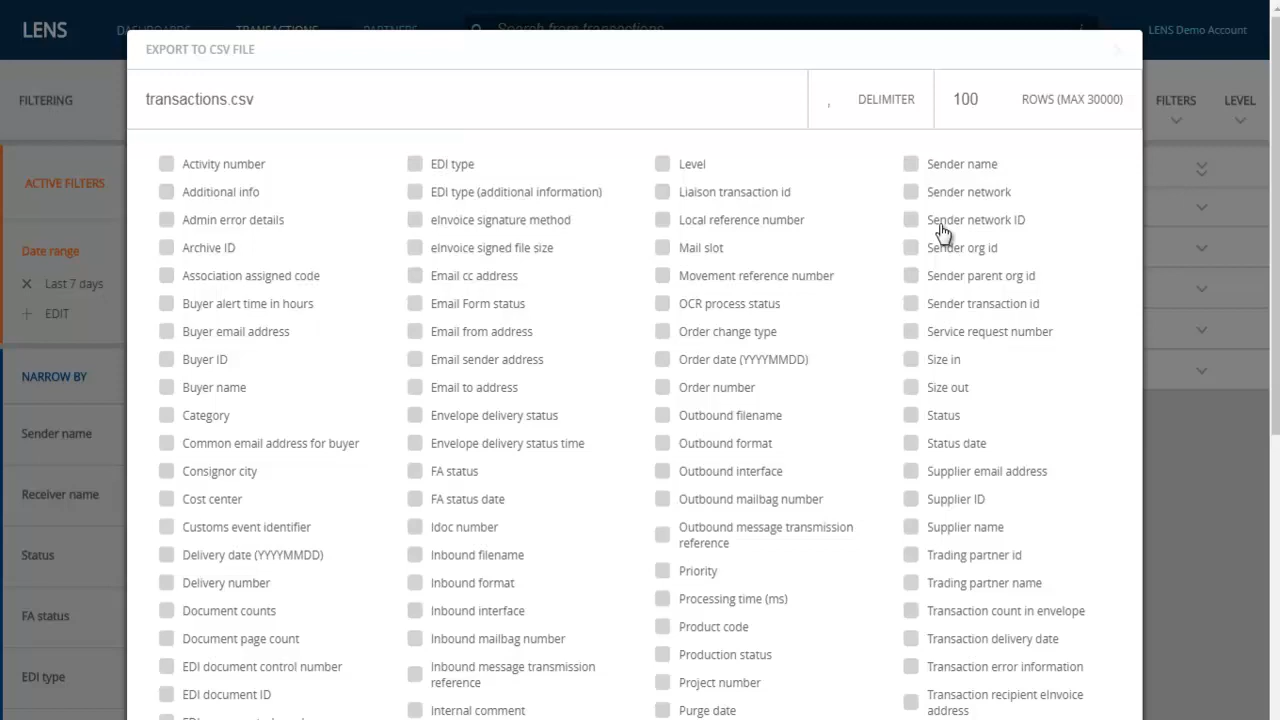 LENS
DASHBOARDS TRANSACTIONS PARTNERS Search from transactions LENS Demo Account
EXPORT TO CSV FILE
transactions.csv , DELIMITER 100 ROWS (MAX 30000)
FILTERING
FILTERS LEVEL
ACTIVE FILTERS
Date range
Last 7 days
EDIT
NARROW BY
Sender name
Receiver name
Status
FA status
EDI type
Activity number
Additional info
Admin error details
Archive ID
Association assigned code
Buyer alert time in hours
Buyer email address
Buyer ID
Buyer name
Category
Common email address for buyer
Consignor city
Cost center
Customs event identifier
Delivery date (YYYYMMDD)
Delivery number
Document counts
Document page count
EDI document control number
EDI document ID
EDI type
EDI type (additional information)
eInvoice signature method
eInvoice signed file size
Email cc address
Email Form status
Email from address
Email sender address
Email to address
Envelope delivery status
Envelope delivery status time
FA status
FA status date
Idoc number
Inbound filename
Inbound format
Inbound interface
Inbound mailbag number
Inbound message transmission
reference
Internal comment
Level
Liaison transaction id
Local reference number
Mail slot
Movement reference number
OCR process status
Order change type
Order date (YYYYMMDD)
Order number
Outbound filename
Outbound format
Outbound interface
Outbound mailbag number
Outbound message transmission
reference
Priority
Processing time (ms)
Product code
Production status
Project number
Purge date
Sender name
Sender network
Sender network ID
Sender org id
Sender parent org id
Sender transaction id
Service request number
Size in
Size out
Status
Status date
Supplier email address
Supplier ID
Supplier name
Trading partner id
Trading partner name
Transaction count in envelope
Transaction delivery date
Transaction error information
Transaction recipient eInvoice
address